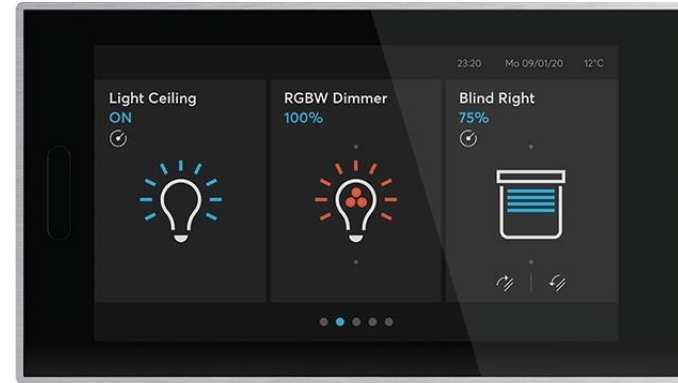 23:20 Mo 09/01/20 12°C
Light Ceiling
ON
RGBW Dimmer
100%
Blind Right
75%